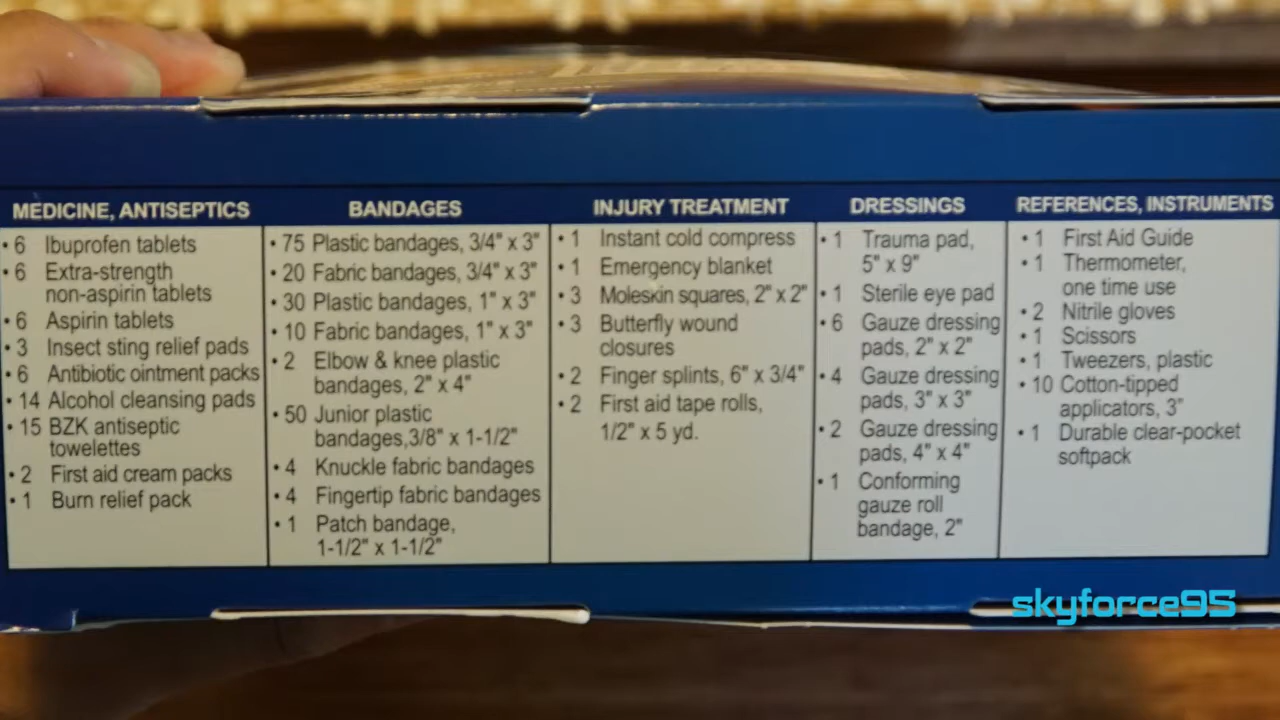 MEDICINE, ANTISEPTICS
• 6 Ibuprofen tablets
• 6 Extra-strength
non-aspirin tablets
• 6 Aspirin tablets
• 3 Insect sting relief pads
• 6 Antibiotic ointment packs
• 14 Alcohol cleansing pads
• 15 BZK antiseptic
towelettes
• 2 First aid cream packs
• 1 Burn relief pack
BANDAGES
• 75 Plastic bandages, 3/4" x 3"
• 20 Fabric bandages, 3/4" x 3"
• 30 Plastic bandages, 1" x 3"
• 10 Fabric bandages, 1" x 3"
• 2 Elbow & knee plastic
bandages, 2" x 4"
• 50 Junior plastic
bandages,3/8" x 1-1/2"
• 4 Knuckle fabric bandages
• 4 Fingertip fabric bandages
• 1 Patch bandage,
1-1/2" x 1-1/2"
INJURY TREATMENT
• 1 Instant cold compress
• 1 Emergency blanket
• 3 Moleskin squares, 2" x 2"
• 3 Butterfly wound
closures
• 2 Finger splints, 6" x 3/4"
• 2 First aid tape rolls,
1/2" x 5 yd.
DRESSINGS
• 1 Trauma pad,
5" x 9"
• 1 Sterile eye pad
• 6 Gauze dressing
pads, 2" x 2"
• 4 Gauze dressing
pads, 3" x 3"
• 2 Gauze dressing
pads, 4" x 4"
• 1 Conforming
gauze roll
bandage, 2"
REFERENCES, INSTRUMENTS
• 1 First Aid Guide
• 1 Thermometer,
one time use
• 2 Nitrile gloves
• 1 Scissors
• 1 Tweezers, plastic
• 10 Cotton-tipped
applicators, 3"
• 1 Durable clear-pocket
softpack
skyforce95